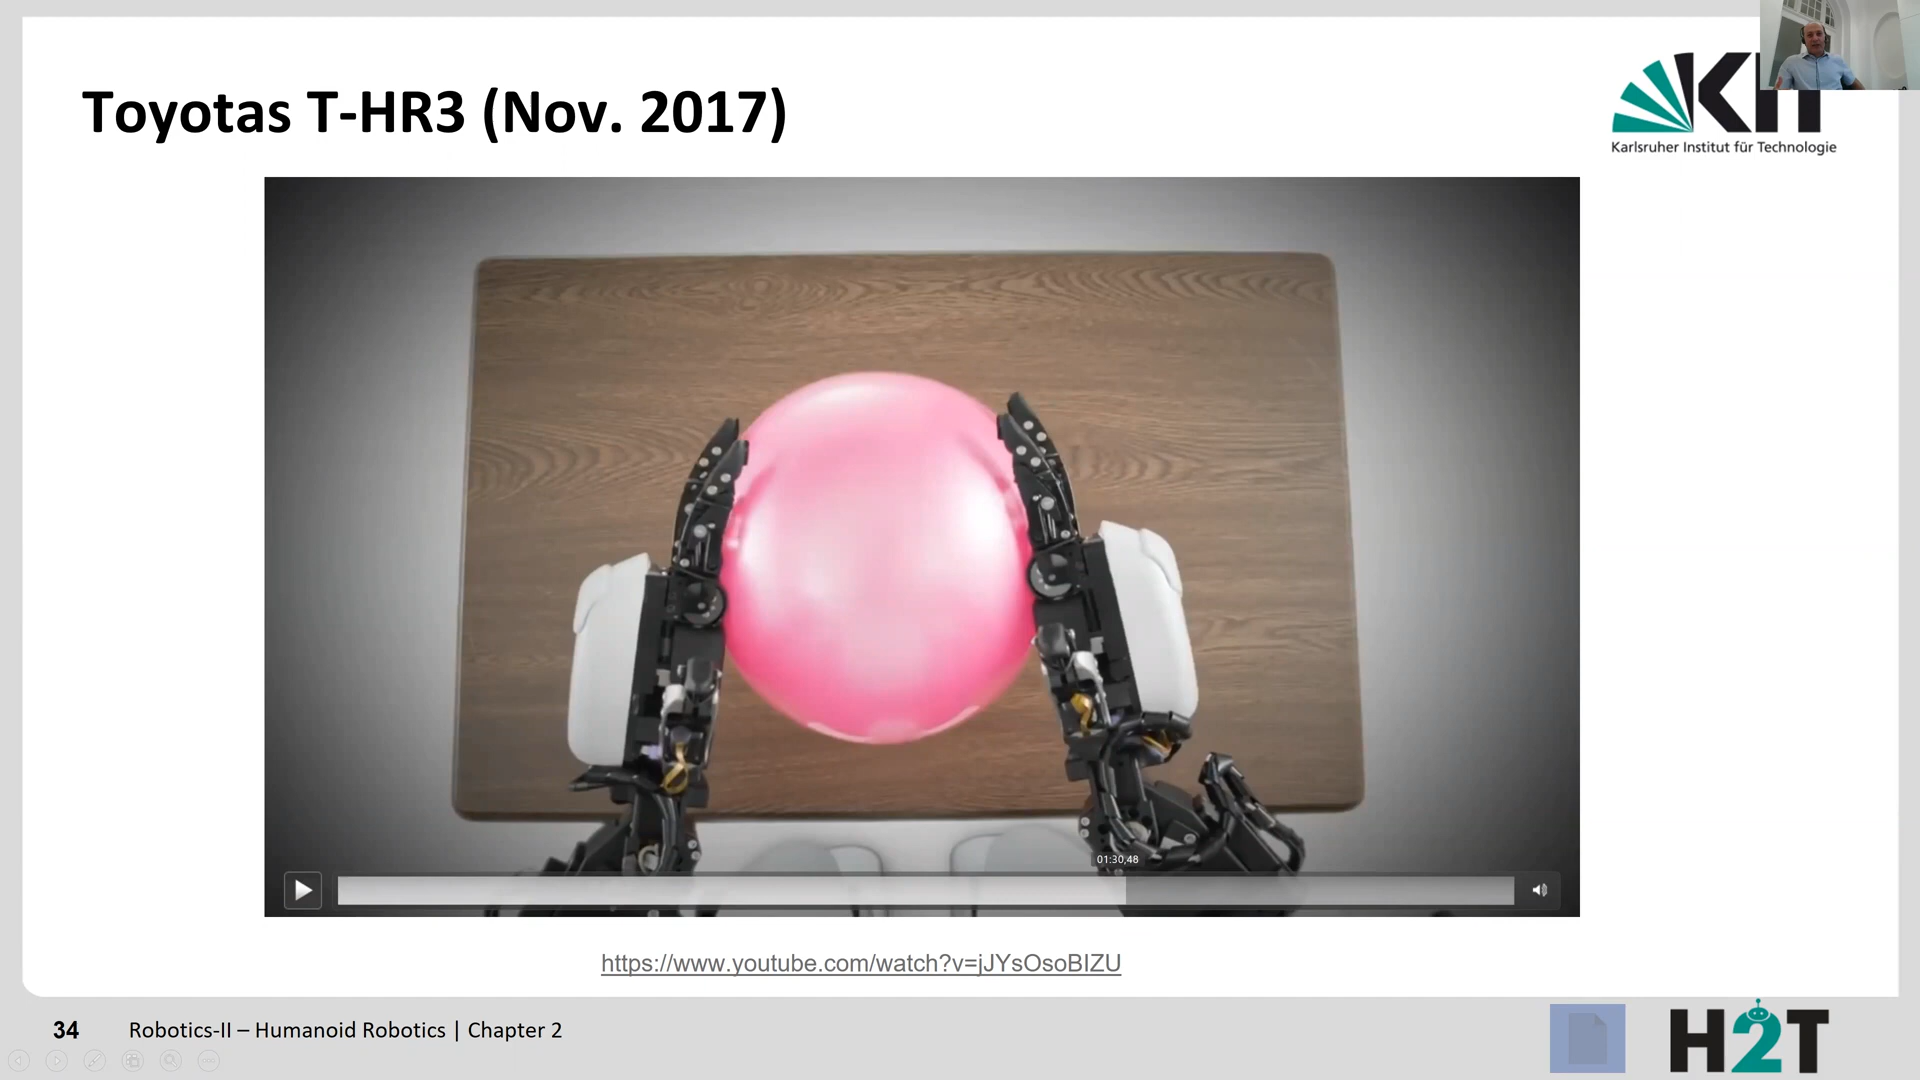 Toyotas T-HR3 (Nov. 2017)
KIT
Karlsruher Institut für Technologie
01:30,48
https://www.youtube.com/watch?v=jJYsOsoBIZU
34
Robotics-II – Humanoid Robotics | Chapter 2
H2T